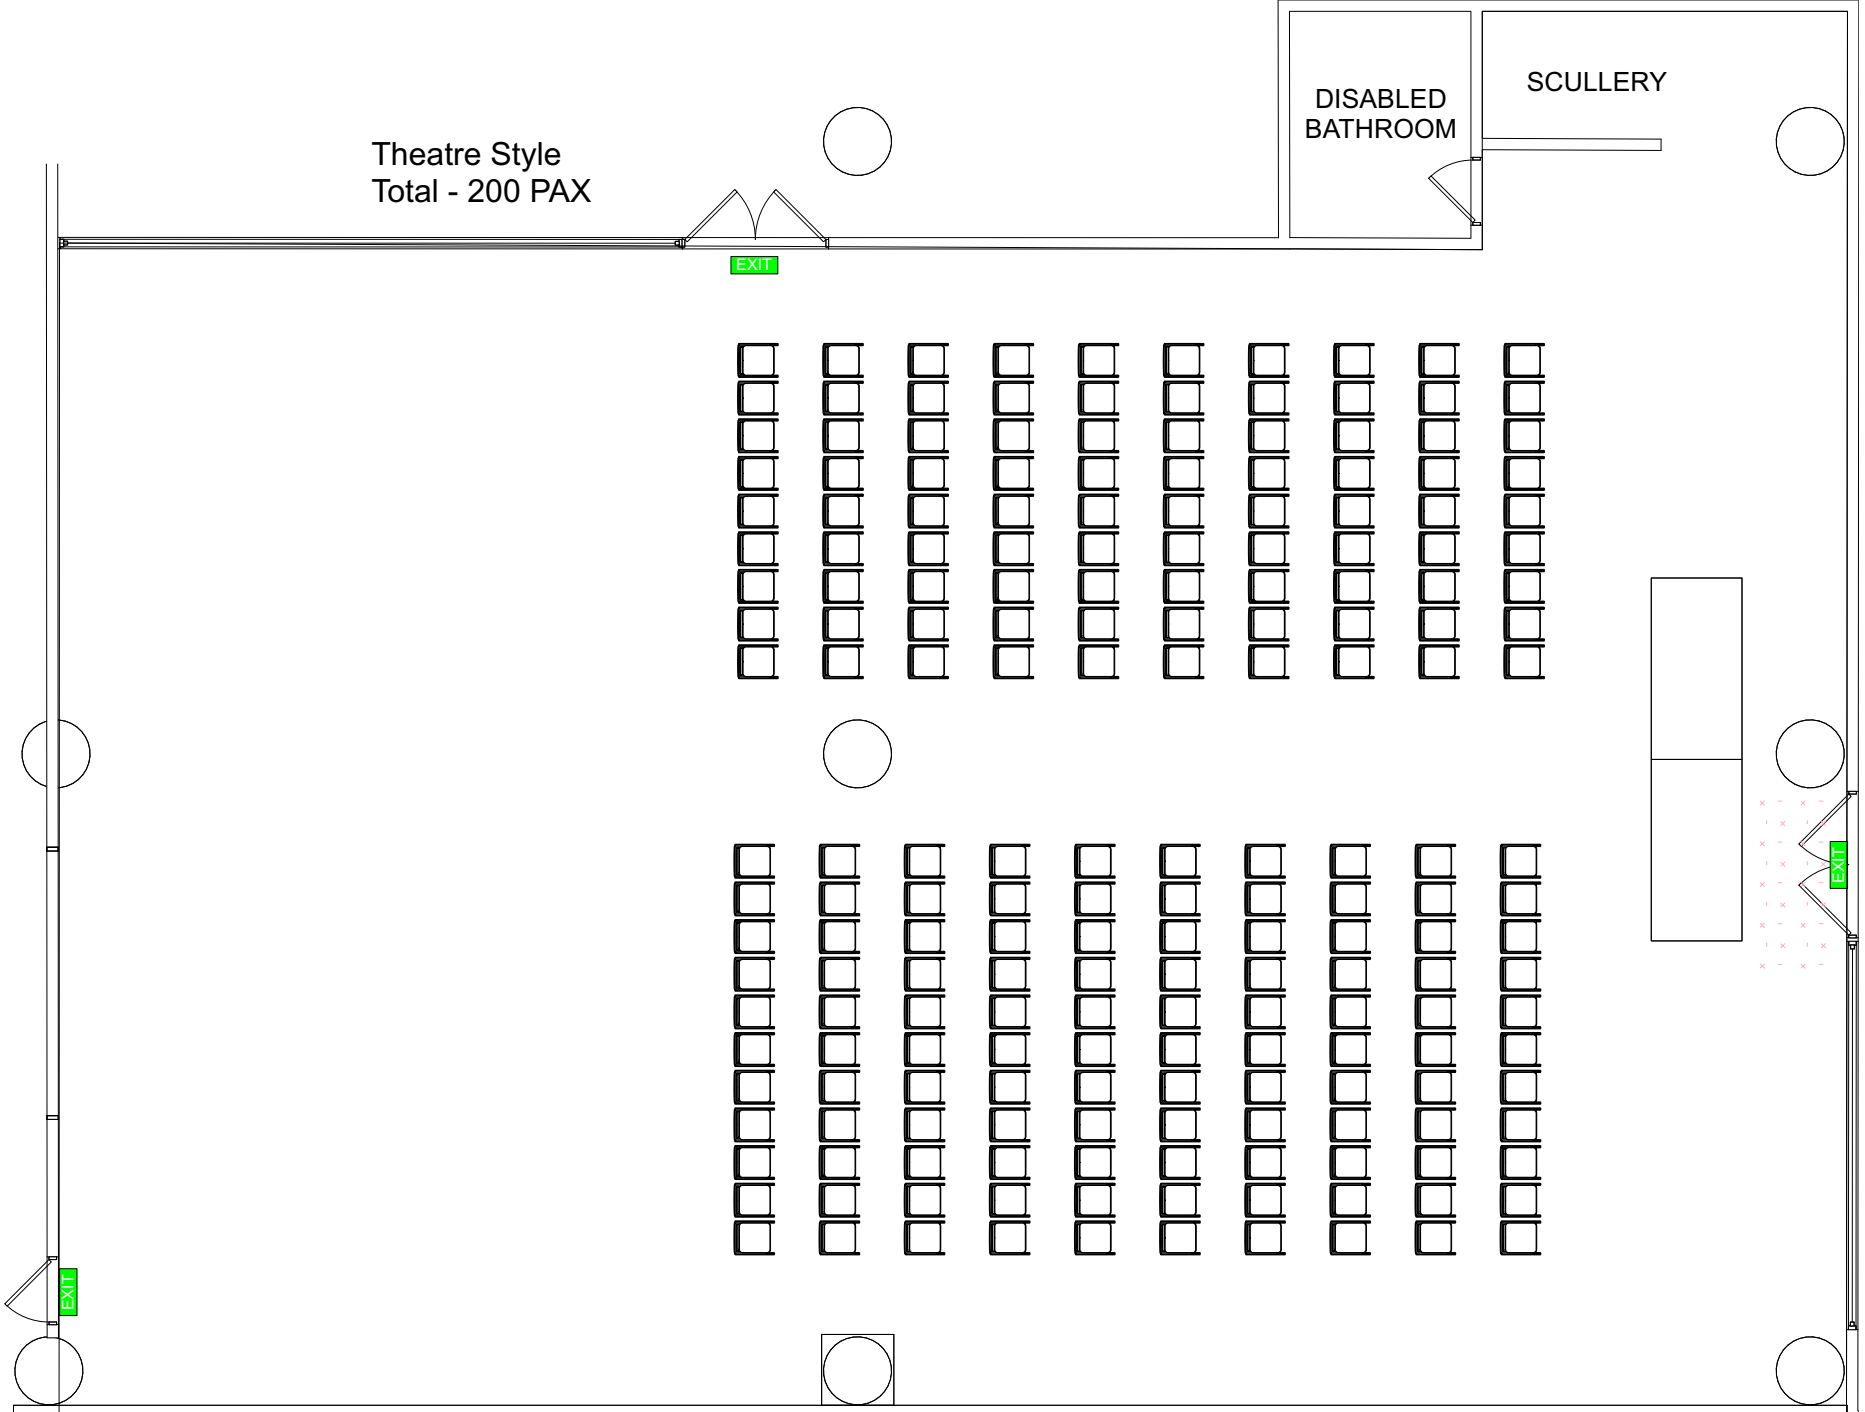 SCULLERY
DISABLED
BATHROOM
Theatre Style
Total - 200 PAX
EXIT
EXIT
EXIT